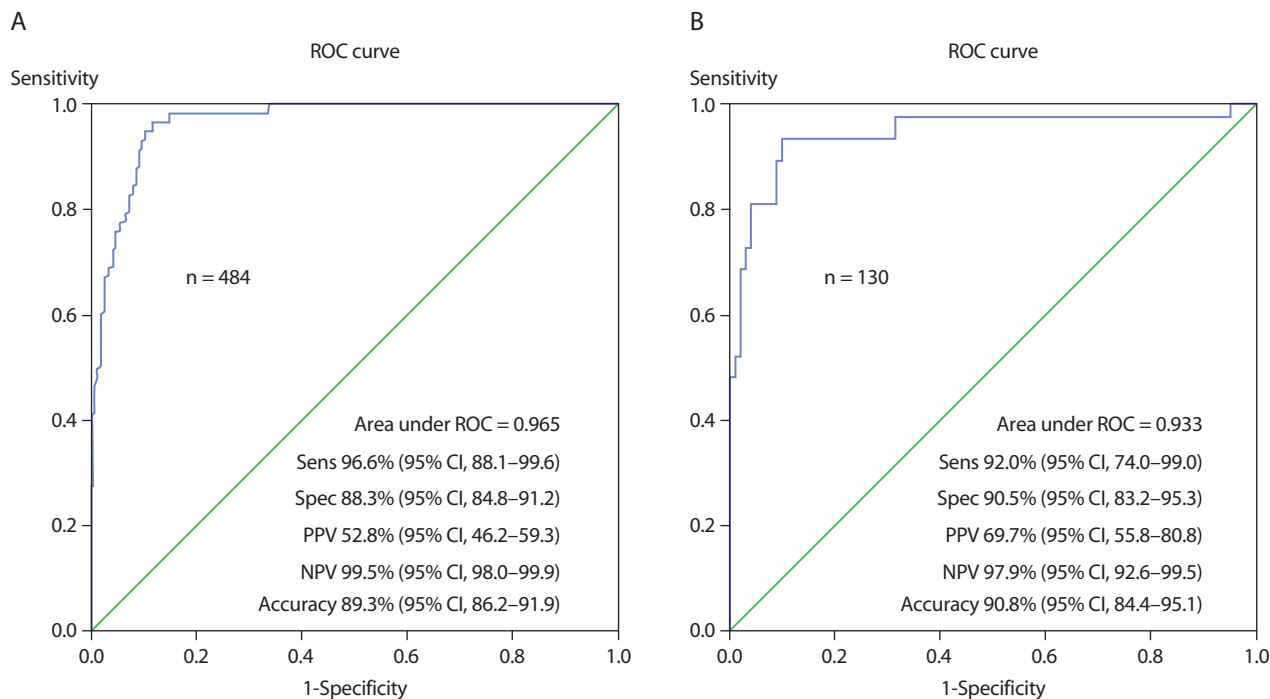 A
ROC curve
Sensitivity
1.0
0.8
0.6
0.4
0.2
0.0
n = 484
Area under ROC = 0.965
Sens 96.6% (95% CI, 88.1–99.6)
Spec 88.3% (95% CI, 84.8–91.2)
PPV 52.8% (95% CI, 46.2–59.3)
NPV 99.5% (95% CI, 98.0–99.9)
Accuracy 89.3% (95% CI, 86.2–91.9)
0.0 0.2 0.4 0.6 0.8 1.0
1-Specificity
B
ROC curve
Sensitivity
1.0
0.8
0.6
0.4
0.2
0.0
n = 130
Area under ROC = 0.933
Sens 92.0% (95% CI, 74.0–99.0)
Spec 90.5% (95% CI, 83.2–95.3)
PPV 69.7% (95% CI, 55.8–80.8)
NPV 97.9% (95% CI, 92.6–99.5)
Accuracy 90.8% (95% CI, 84.4–95.1)
0.0 0.2 0.4 0.6 0.8 1.0
1-Specificity